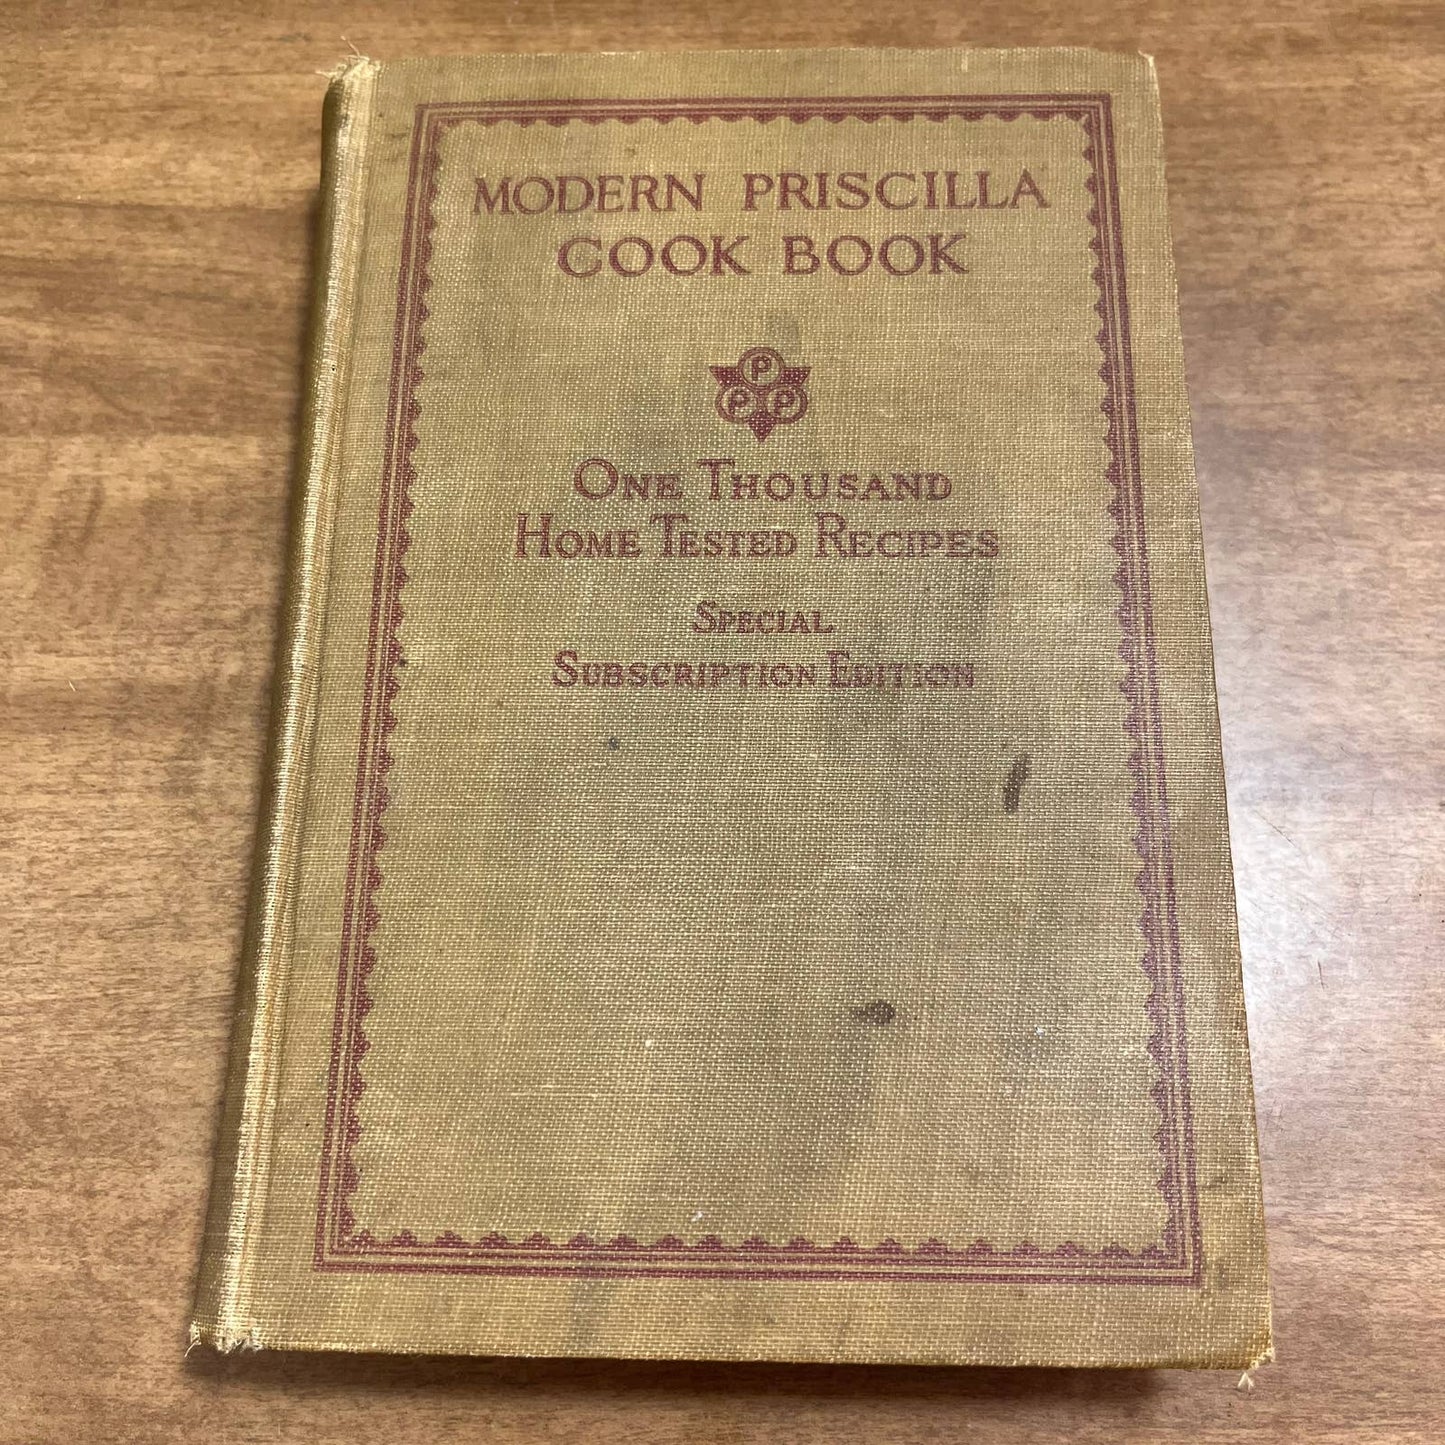 MODERN PRISCILLA
COOK BOOK
P
P P
ONE THOUSAND
HOME TESTED RECIPES
SPECIAL
SUBSCRIPTION EDITION